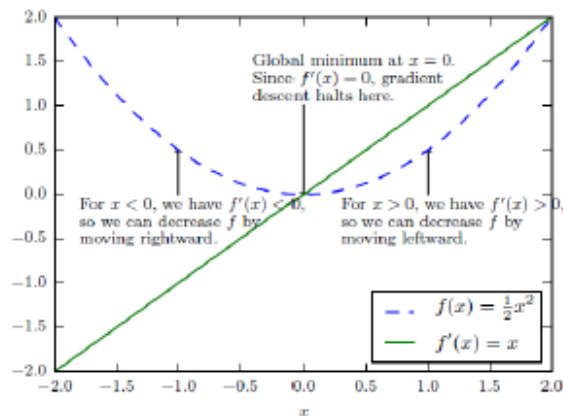 2.0
1.5
1.0
0.5
0.0
−0.5
−1.0
−1.5
−2.0
Global minimum at x = 0.
Since f′(x) = 0, gradient
descent halts here.
For x < 0, we have f′(x) < 0,
so we can decrease f by
moving rightward.
For x > 0, we have f′(x) > 0,
so we can decrease f by
moving leftward.
f(x) = ½x²
f′(x) = x
−2.0 −1.5 −1.0 −0.5 0.0 0.5 1.0 1.5 2.0
x